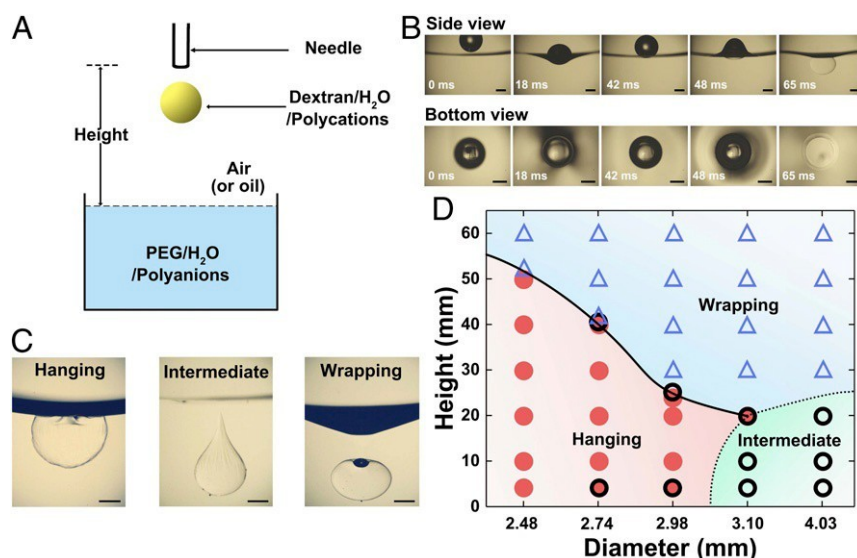 A
Needle
Dextran/H2O
/Polycations
Height
Air
(or oil)
PEG/H2O
/Polyanions
B
Side view
0 ms
18 ms
42 ms
48 ms
65 ms
Bottom view
0 ms
18 ms
42 ms
48 ms
65 ms
C
Hanging
Intermediate
Wrapping
D
Height (mm)
60
50
40
30
20
10
0
Wrapping
Hanging
Intermediate
2.48
2.74
2.98
3.10
4.03
Diameter (mm)